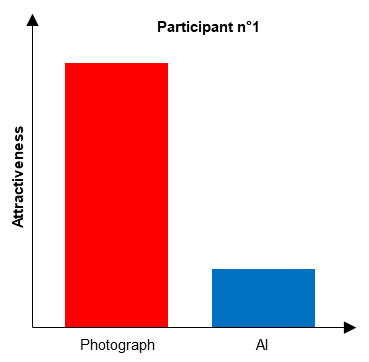 Participant n°1
Attractiveness
Photograph
AI